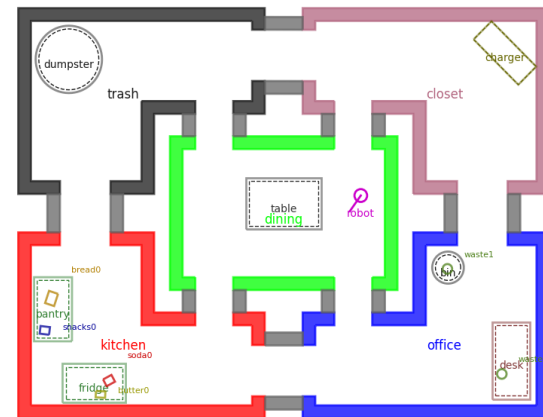 charger
dumpster
trash
closet
table
robot
dining
waste1
bin
bread0
pantry
snacks0
kitchen
office
soda0
desk
fridge
butter0